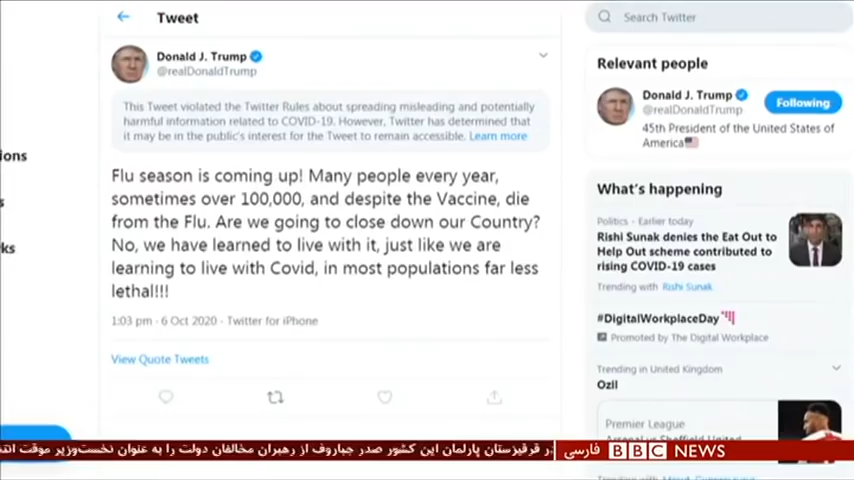 Tweet
Search Twitter
Donald J. Trump
@realDonaldTrump
This Tweet violated the Twitter Rules about spreading misleading and potentially
harmful information related to COVID-19. However, Twitter has determined that
it may be in the public's interest for the Tweet to remain accessible. Learn more
Flu season is coming up! Many people every year,
sometimes over 100,000, and despite the Vaccine, die
from the Flu. Are we going to close down our Country?
No, we have learned to live with it, just like we are
learning to live with Covid, in most populations far less
lethal!!!
1:03 pm · 6 Oct 2020 · Twitter for iPhone
View Quote Tweets
ions
s
ks
Relevant people
Donald J. Trump
@realDonaldTrump
Following
45th President of the United States of
America
What's happening
Politics · Earlier today
Rishi Sunak denies the Eat Out to
Help Out scheme contributed to
rising COVID-19 cases
Trending with Rishi Sunak
#DigitalWorkplaceDay
Promoted by The Digital Workplace
Trending in United Kingdom
Ozil
Premier League
Arsenal vs Sheffield United
Trending with
در قرقیزستان پارلمان این کشور صدر جباروف از رهبران مخالفان دولت را به عنوان نخست‌وزیر موقت انت
فارسی BBC NEWS